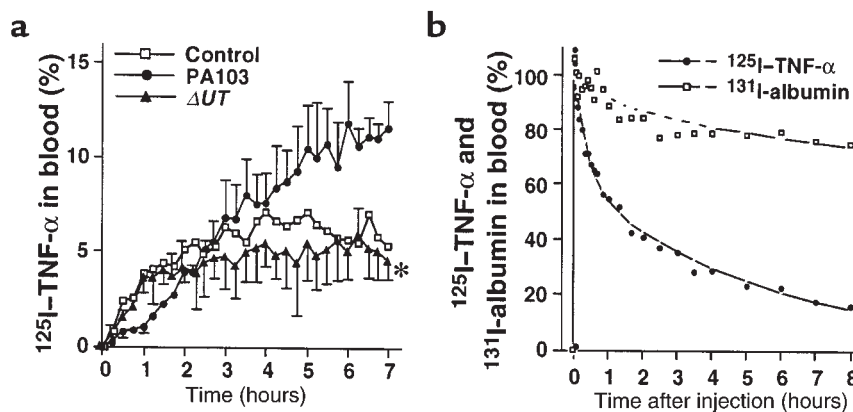 a
Control
PA103
ΔUT
15
10
5
0
¹²⁵I–TNF-α in blood (%)
0 1 2 3 4 5 6 7
Time (hours)
*
b
¹²⁵I–TNF-α
¹³¹I-albumin
100
80
60
40
20
0
¹²⁵I–TNF-α and
¹³¹I-albumin in blood (%)
0 1 2 3 4 5 6 7 8
Time after injection (hours)